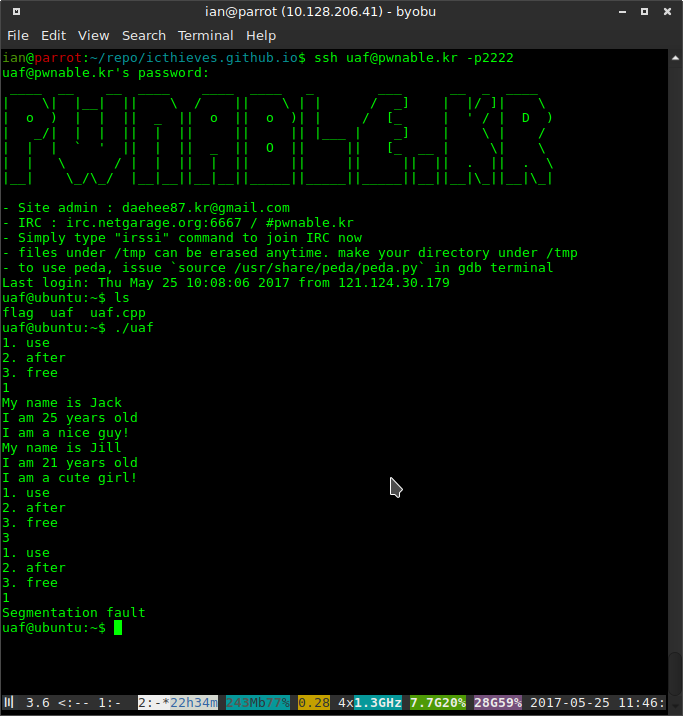 ian@parrot (10.128.206.41) - byobu
File Edit View Search Terminal Help
ian@parrot:~/repo/icthieves.github.io$ ssh uaf@pwnable.kr -p2222
uaf@pwnable.kr's password:
PWNABLE.KR
- Site admin : daehee87.kr@gmail.com
- IRC : irc.netgarage.org:6667 / #pwnable.kr
- Simply type "irssi" command to join IRC now
- files under /tmp can be erased anytime. make your directory under /tmp
- to use peda, issue `source /usr/share/peda/peda.py` in gdb terminal
Last login: Thu May 25 10:08:06 2017 from 121.124.30.179
uaf@ubuntu:~$ ls
flag  uaf  uaf.cpp
uaf@ubuntu:~$ ./uaf
1. use
2. after
3. free
1
My name is Jack
I am 25 years old
I am a nice guy!
My name is Jill
I am 21 years old
I am a cute girl!
1. use
2. after
3. free
3
1. use
2. after
3. free
1
Segmentation fault
uaf@ubuntu:~$
3.6 <:-- 1:- 2:-*22h34m 243Mb77% 0.28 4x1.3GHz 7.7G20% 28G59% 2017-05-25 11:46: